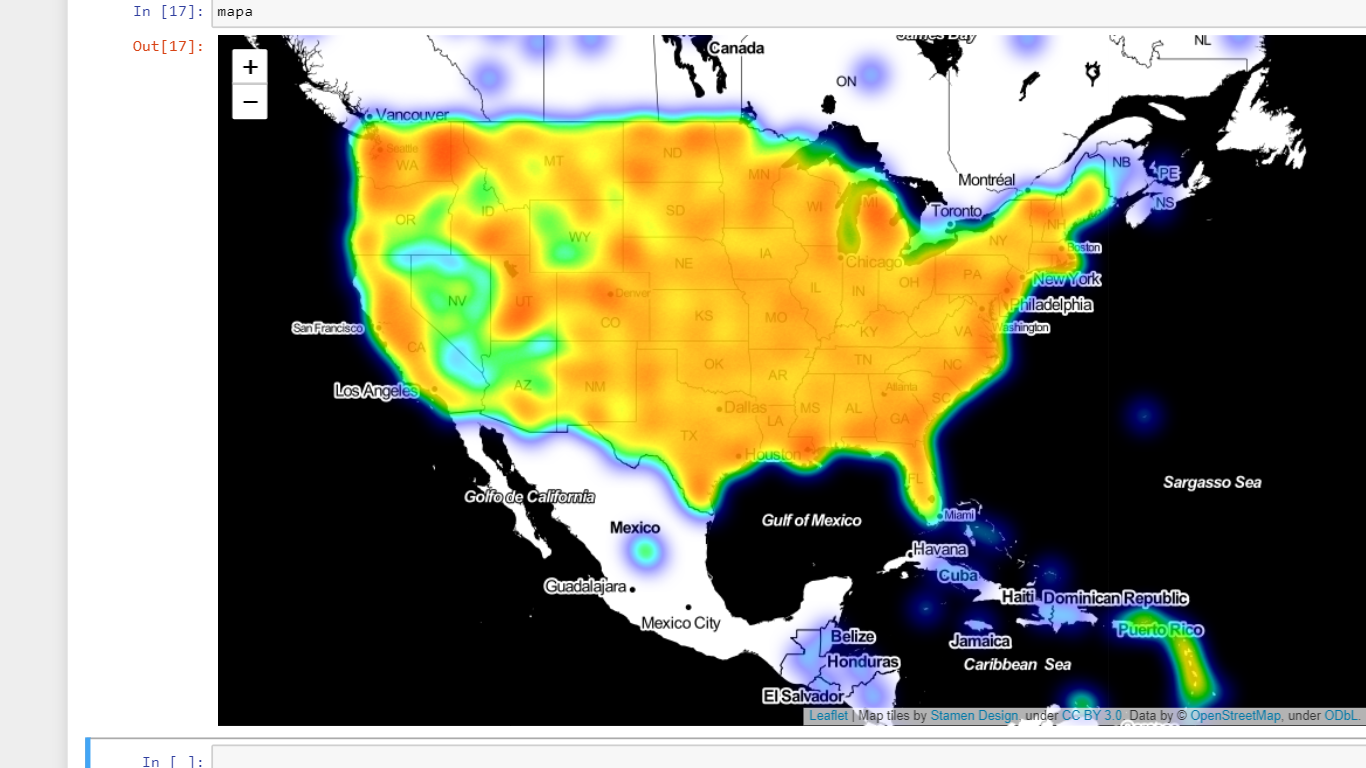 In [17]:
mapa
Out[17]:
+
−
Canada
James Bay
NL
ON
Vancouver
Seattle
WA
MT
ND
MN
Montréal
NB
PE
NS
OR
ID
WY
SD
WI
MI
Toronto
NH
NY
Boston
NE
IA
Chicago
NV
UT
Denver
CO
KS
MO
IL
IN
OH
PA
New York
Philadelphia
Washington
San Francisco
CA
KY
VA
Los Angeles
AZ
NM
OK
AR
TN
NC
Atlanta
SC
Dallas
LA
MS
AL
GA
TX
Houston
FL
Miami
Golfo de California
Gulf of Mexico
Sargasso Sea
Mexico
Guadalajara
Mexico City
Havana
Cuba
Haiti
Dominican Republic
Puerto Rico
Jamaica
Caribbean Sea
Belize
Honduras
El Salvador
Leaflet | Map tiles by Stamen Design, under CC BY 3.0. Data by © OpenStreetMap, under ODbL.
In [ ]: